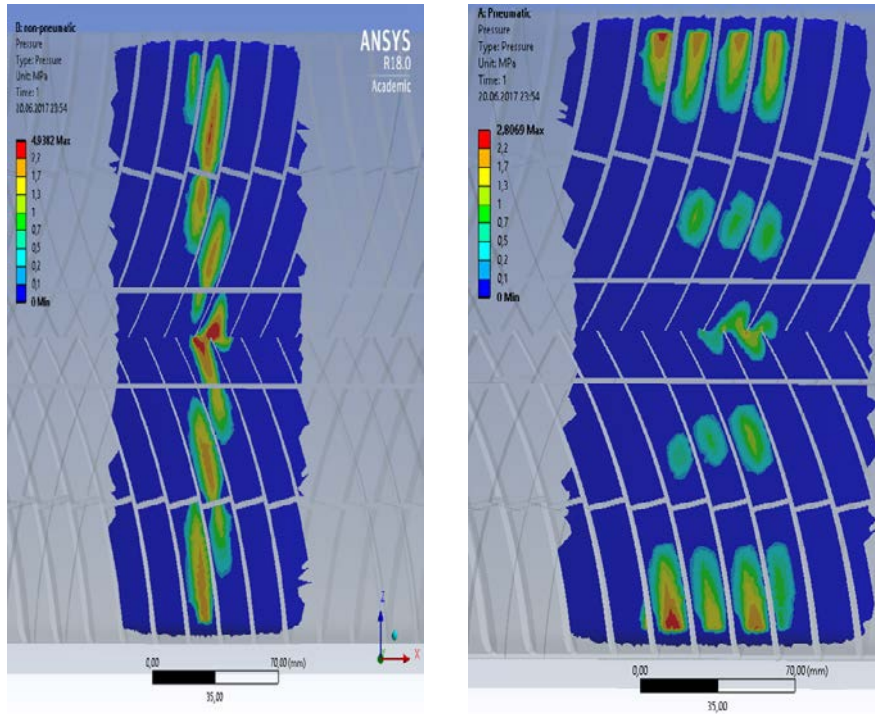 B: non-pneumatic
Pressure
Type: Pressure
Unit: MPa
Time: 1
20.06.2017 23:54
4,9382 Max
2,2
1,7
1,3
1
0,7
0,5
0,2
0,1
0 Min
ANSYS
R18.0
Academic
Z
X
0,00
70,00 (mm)
35,00
A: Pneumatic
Pressure
Type: Pressure
Unit: MPa
Time: 1
20.06.2017 23:54
2,8069 Max
2,2
1,7
1,3
1
0,7
0,5
0,2
0,1
0 Min
0,00
70,00 (mm)
35,00